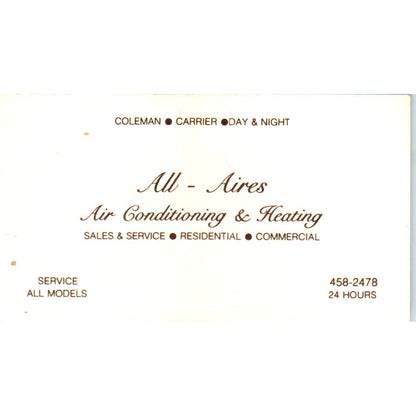 COLEMAN ● CARRIER ●DAY & NIGHT
All - Aires
Air Conditioning & Heating
SALES & SERVICE ● RESIDENTIAL ● COMMERCIAL
SERVICE 458-2478
ALL MODELS 24 HOURS